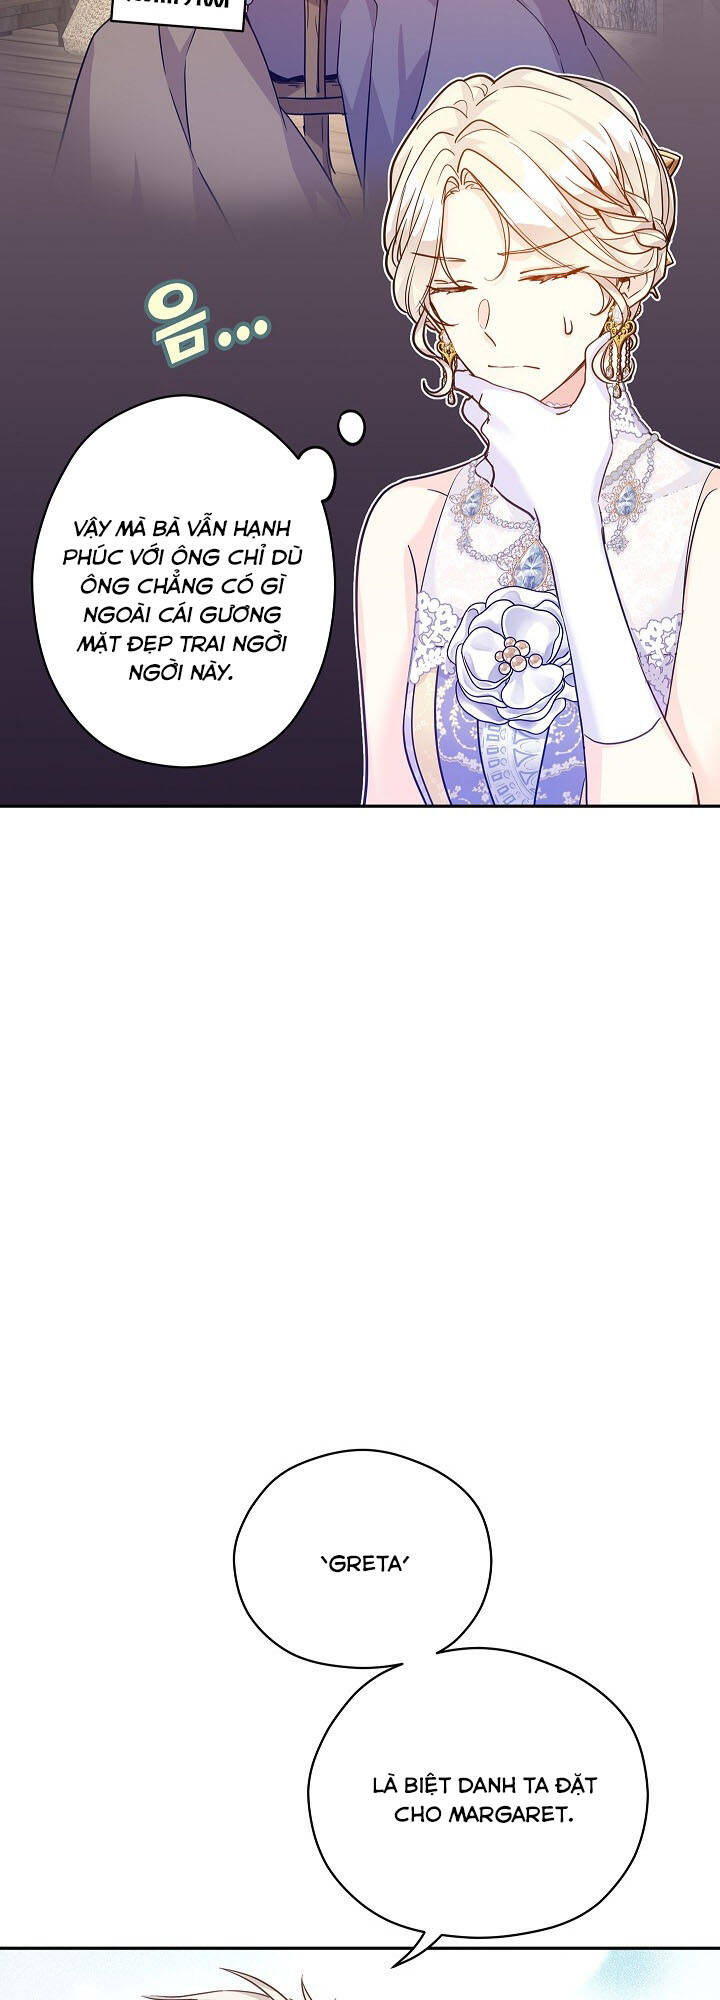 음...
VẬY MÀ BÀ VẪN HẠNH
PHÚC VỚI ÔNG CHỈ DÙ
ÔNG CHẲNG CÓ GÌ
NGOÀI CÁI GƯƠNG
MẶT ĐẸP TRAI NGỜI
NGỜI NÀY.
‵GRETA′
LÀ BIỆT DANH TA ĐẶT
CHO MARGARET.